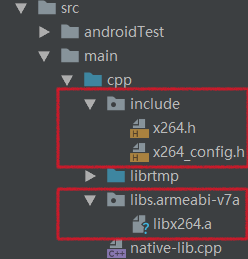 src
androidTest
main
cpp
include
x264.h
x264_config.h
librtmp
libs.armeabi-v7a
libx264.a
native-lib.cpp